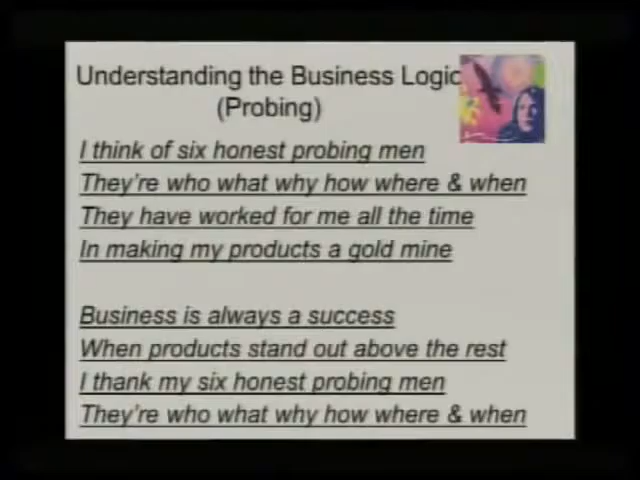 Understanding the Business Logic
(Probing)
I think of six honest probing men
They're who what why how where & when
They have worked for me all the time
In making my products a gold mine
Business is always a success
When products stand out above the rest
I thank my six honest probing men
They're who what why how where & when